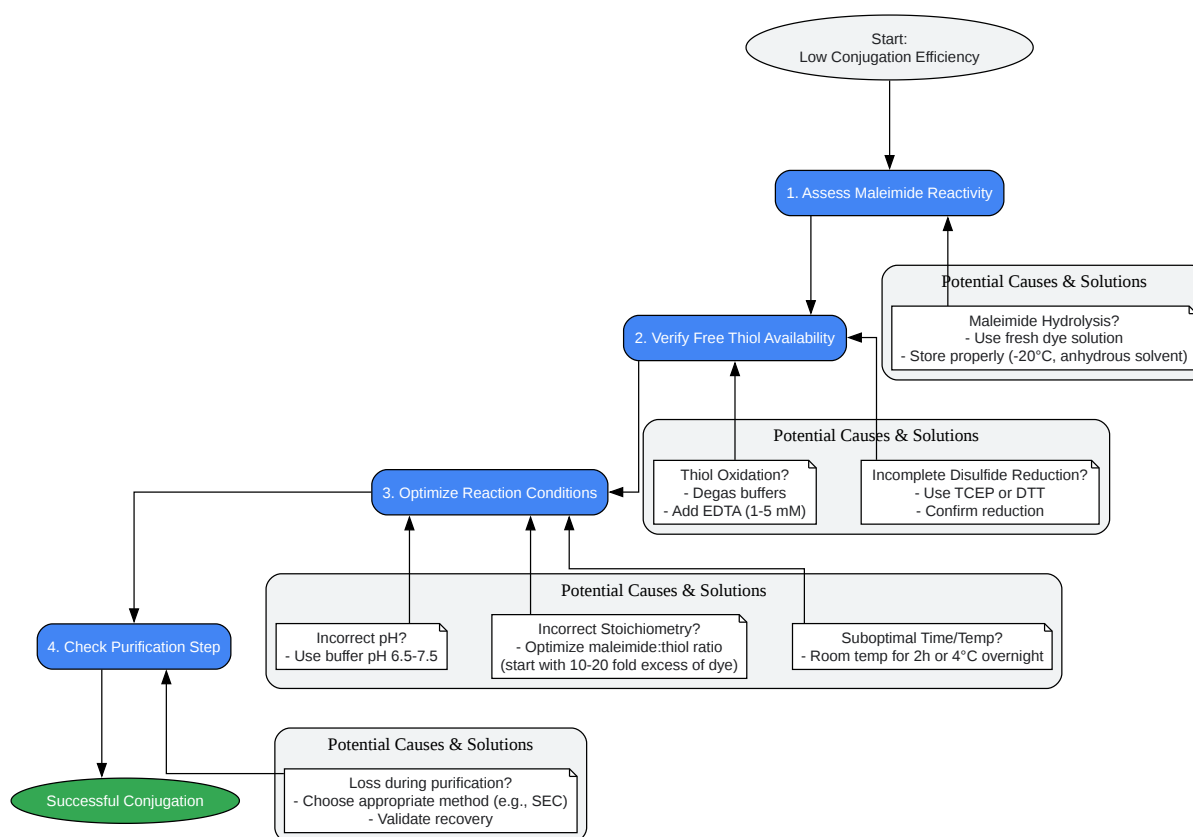 Start:
Low Conjugation Efficiency
1. Assess Maleimide Reactivity
Potential Causes & Solutions
Maleimide Hydrolysis?
- Use fresh dye solution
- Store properly (-20°C, anhydrous solvent)
2. Verify Free Thiol Availability
Potential Causes & Solutions
Thiol Oxidation?
- Degas buffers
- Add EDTA (1-5 mM)
Incomplete Disulfide Reduction?
- Use TCEP or DTT
- Confirm reduction
3. Optimize Reaction Conditions
Potential Causes & Solutions
Incorrect pH?
- Use buffer pH 6.5-7.5
Incorrect Stoichiometry?
- Optimize maleimide:thiol ratio
(start with 10-20 fold excess of dye)
Suboptimal Time/Temp?
- Room temp for 2h or 4°C overnight
4. Check Purification Step
Potential Causes & Solutions
Loss during purification?
- Choose appropriate method (e.g., SEC)
- Validate recovery
Successful Conjugation